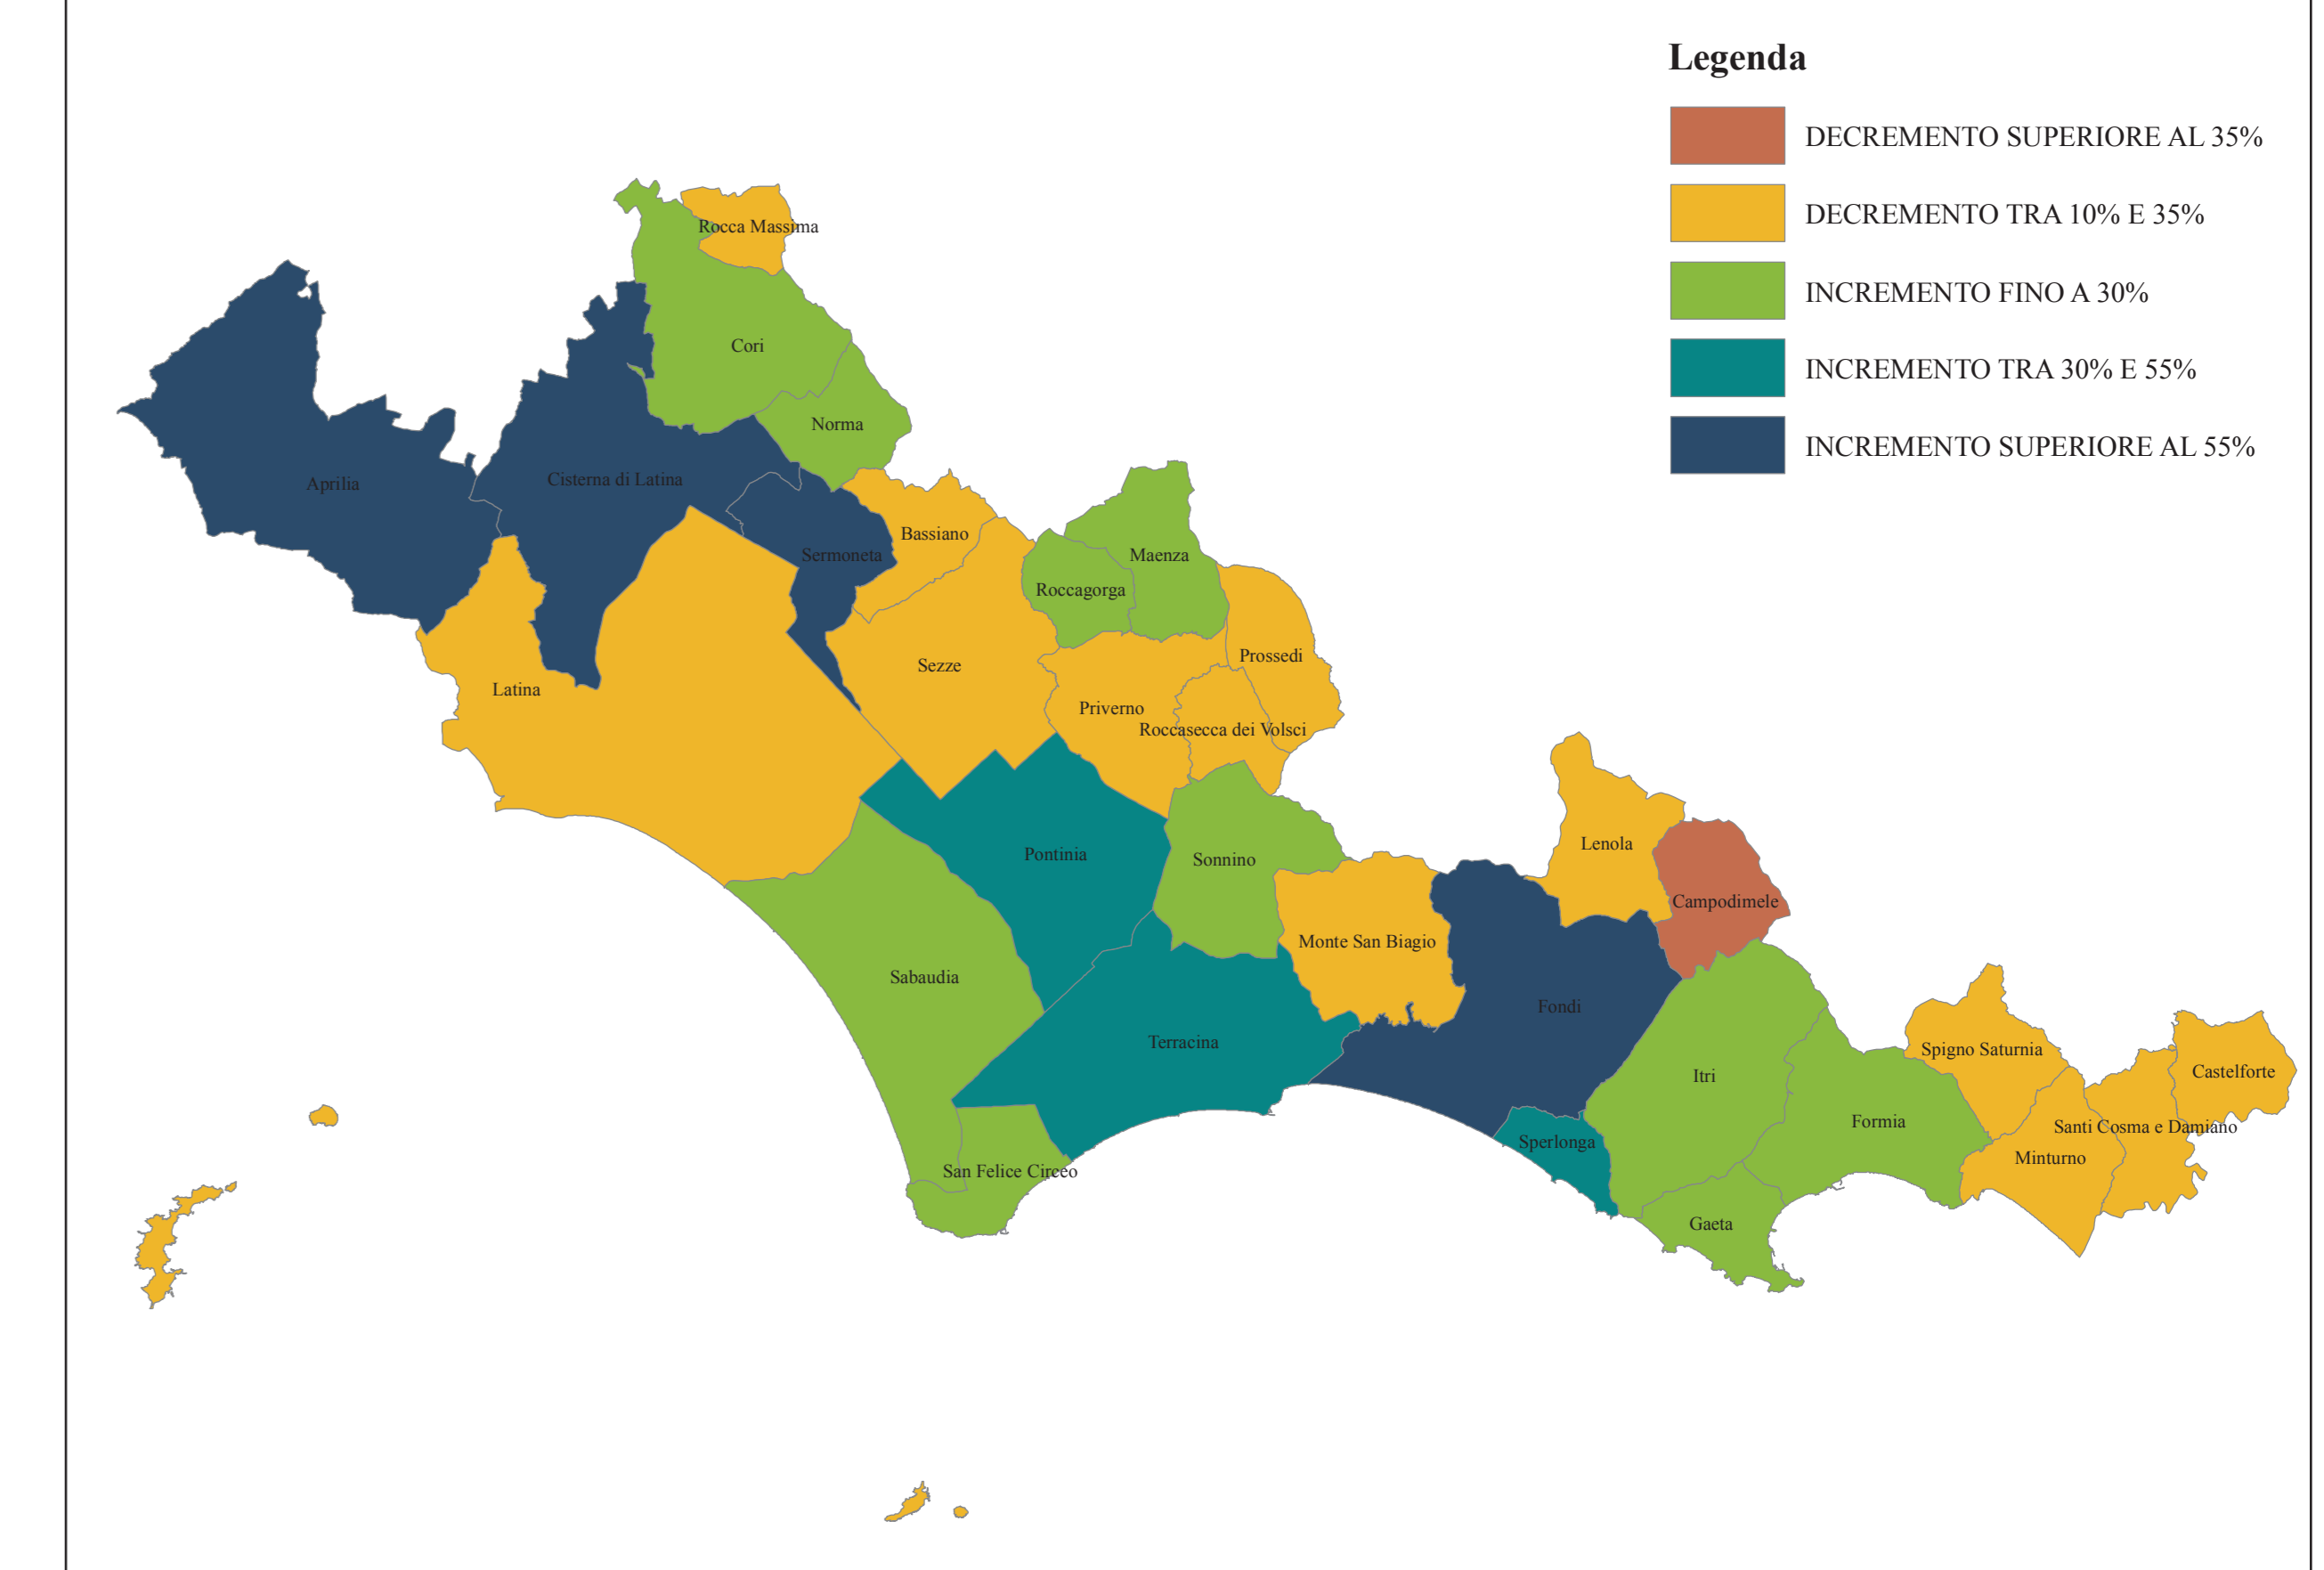 Legenda
DECREMENTO SUPERIORE AL 35%
DECREMENTO TRA 10% E 35%
INCREMENTO FINO A 30%
INCREMENTO TRA 30% E 55%
INCREMENTO SUPERIORE AL 55%
Rocca Massima
Cori
Norma
Aprilia
Cisterna di Latina
Bassiano
Sermoneta
Maenza
Roccagorga
Prossedi
Sezze
Latina
Priverno
Roccasecca dei Volsci
Lenola
Pontinia
Sonnino
Campodimele
Monte San Biagio
Sabaudia
Fondi
Terracina
Spigno Saturnia
Castelforte
Itri
Formia
Santi Cosma e Damiano
Sperlonga
Minturno
San Felice Circeo
Gaeta